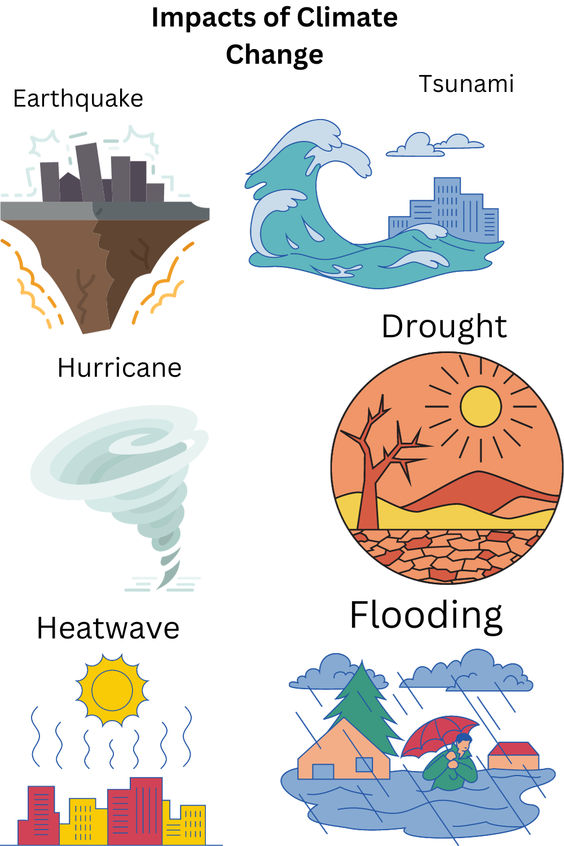 Impacts of Climate
Change
Earthquake
Tsunami
Hurricane
Drought
Heatwave
Flooding